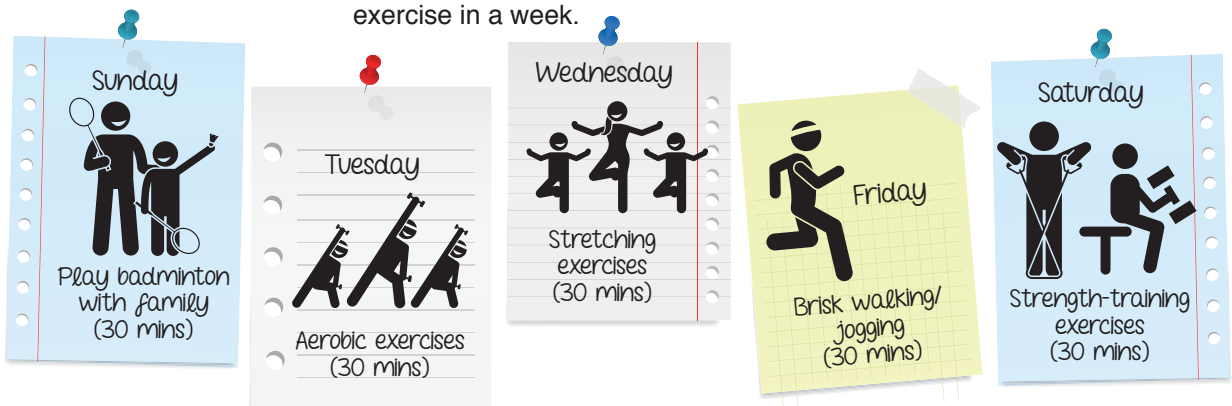 exercise in a week.
Sunday
Play badminton
with family
(30 mins)
Tuesday
Aerobic exercises
(30 mins)
Wednesday
Stretching
exercises
(30 mins)
Friday
Brisk walking/
jogging
(30 mins)
Saturday
Strength-training
exercises
(30 mins)